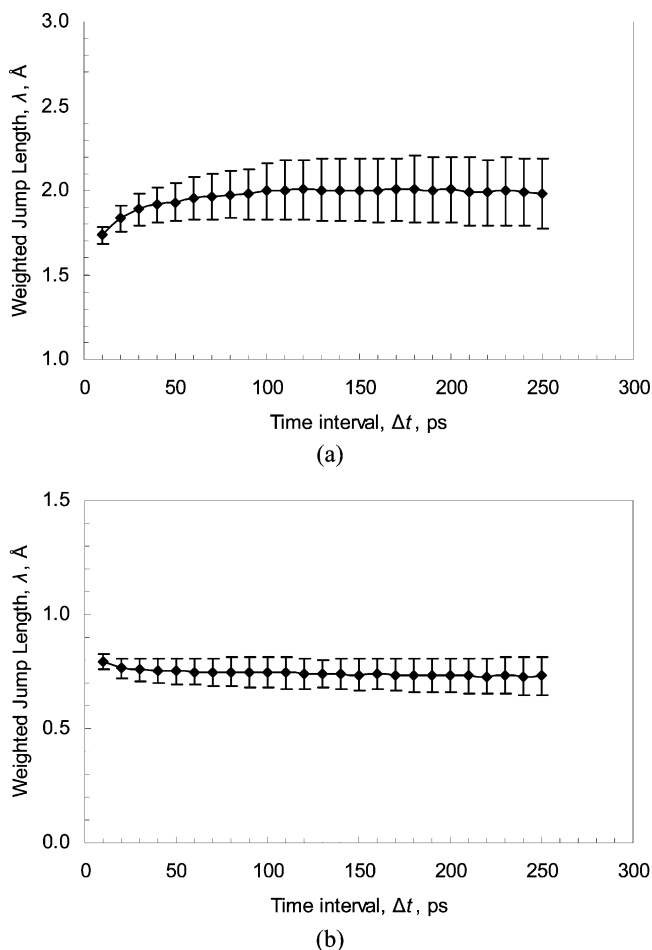 3.0
2.5
2.0
1.5
1.0
Weighted Jump Length, λ, Å
0 50 100 150 200 250 300
Time interval, Δt, ps
(a)
1.5
1.0
0.5
0.0
Weighted Jump Length, λ, Å
0 50 100 150 200 250 300
Time interval, Δt, ps
(b)